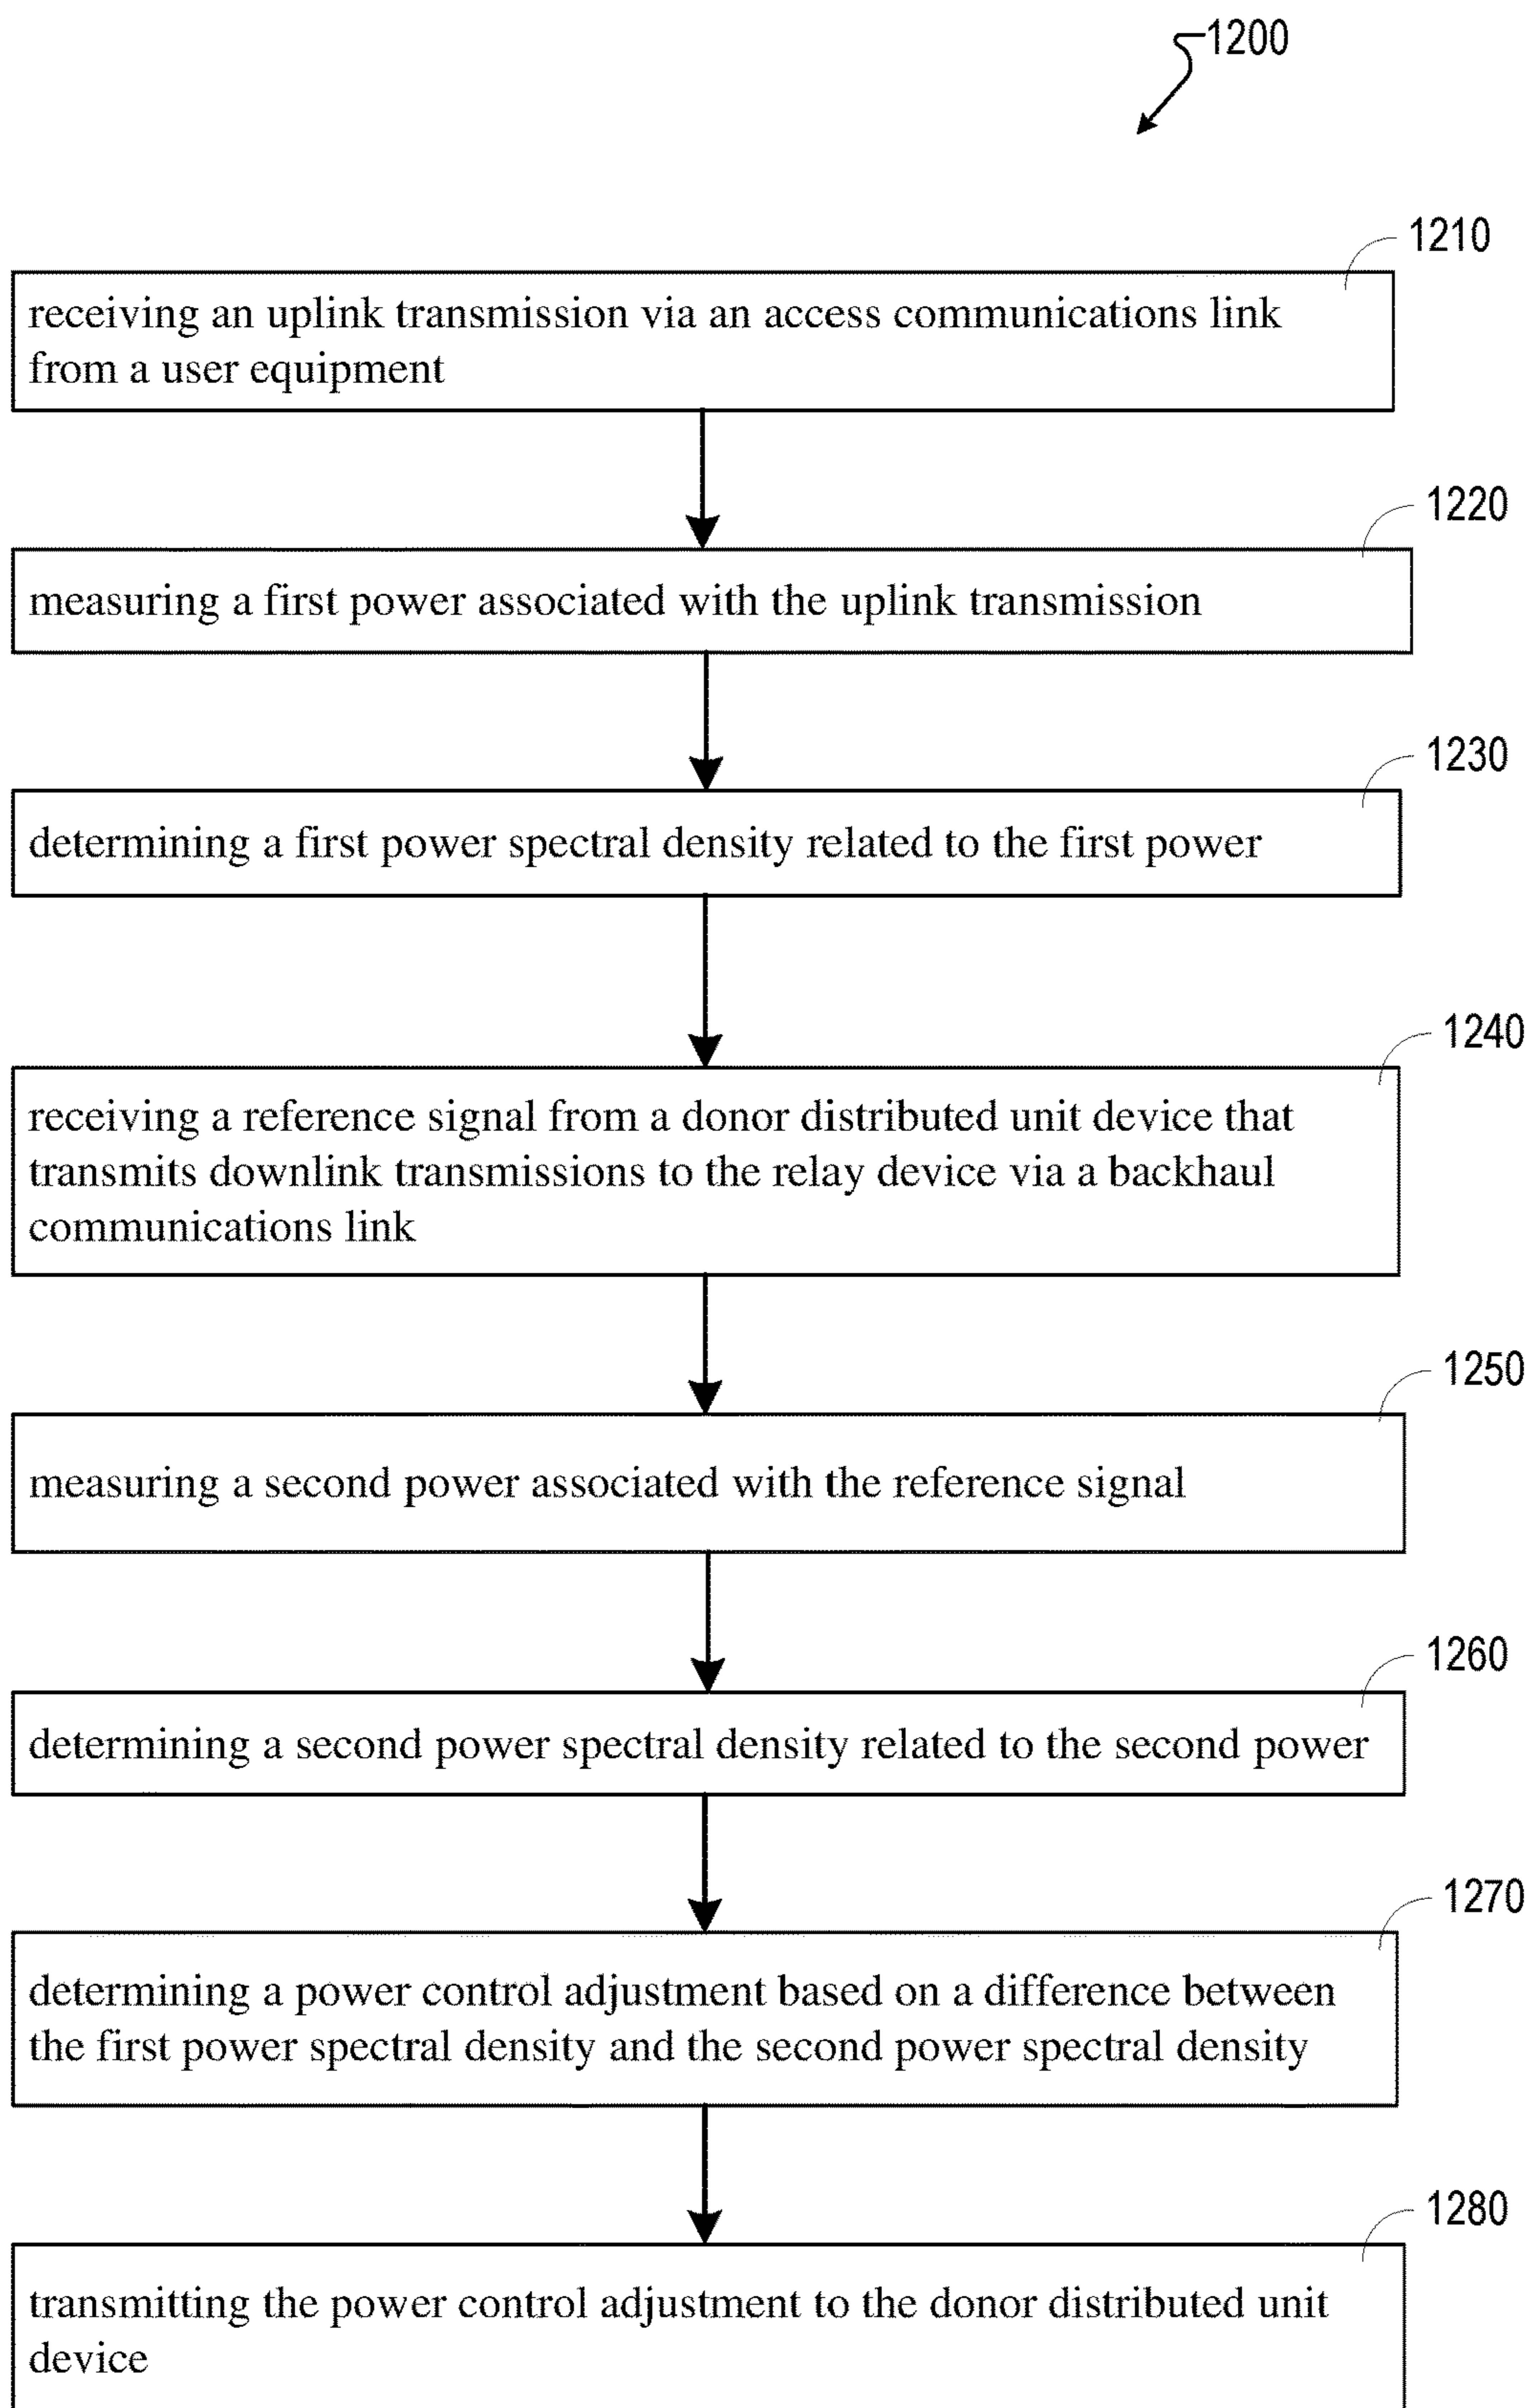 1200
1210
receiving an uplink transmission via an access communications link
from a user equipment
1220
measuring a first power associated with the uplink transmission
1230
determining a first power spectral density related to the first power
1240
receiving a reference signal from a donor distributed unit device that
transmits downlink transmissions to the relay device via a backhaul
communications link
1250
measuring a second power associated with the reference signal
1260
determining a second power spectral density related to the second power
1270
determining a power control adjustment based on a difference between
the first power spectral density and the second power spectral density
1280
transmitting the power control adjustment to the donor distributed unit
device